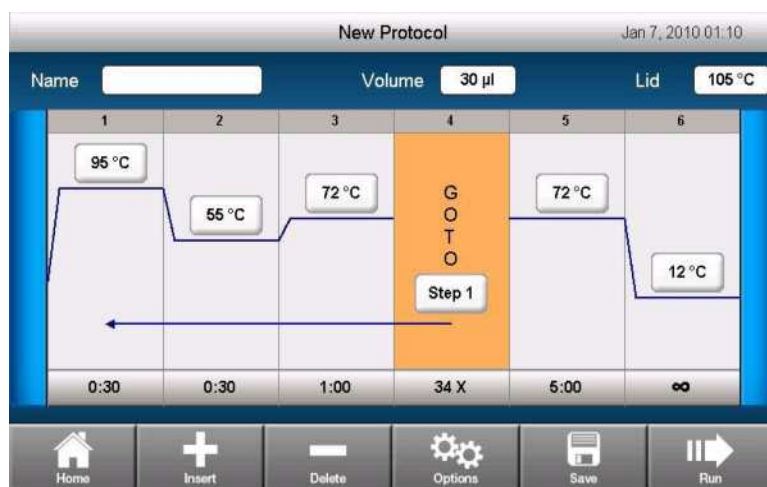 New Protocol Jan 7, 2010 01:10
Name Volume 30 µl Lid 105 °C
1 2 3 4 5 6
95 °C
55 °C
72 °C
GOTO
Step 1
72 °C
12 °C
0:30 0:30 1:00 34 X 5:00 ∞
Home Insert Delete Options Save Run